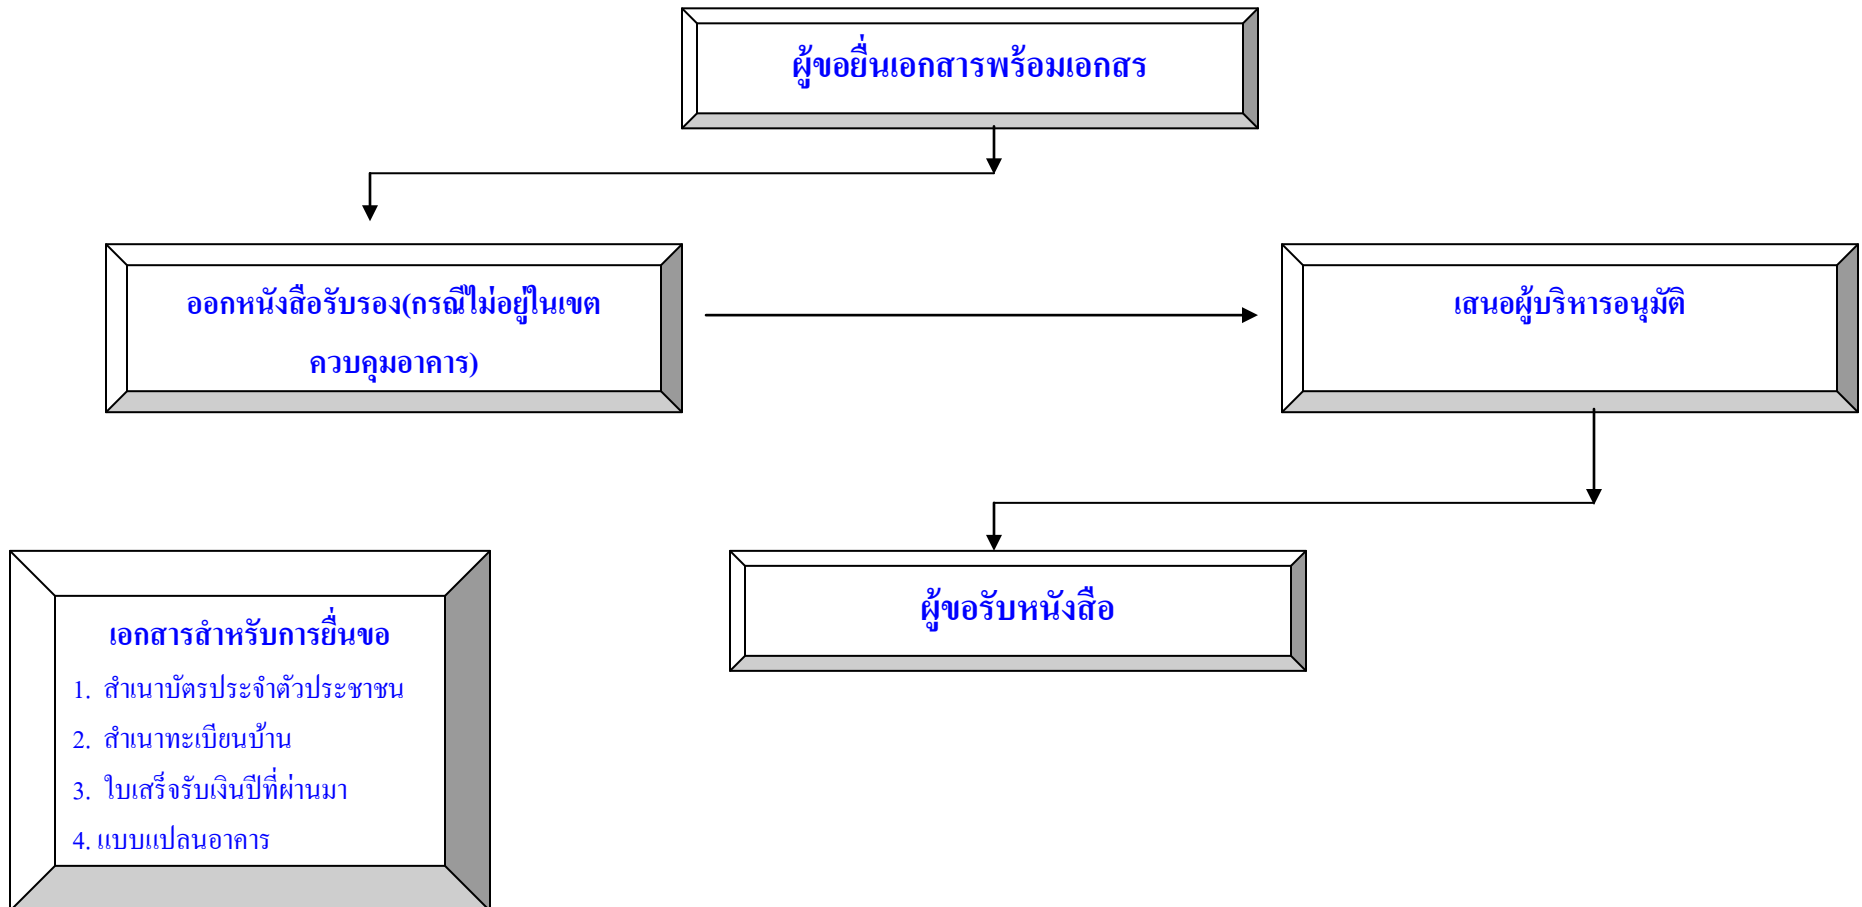 ผู้ขอยื่นเอกสารพร้อมเอกสร
ออกหนังสือรับรอง(กรณีไม่อยู่ในเขต
ควบคุมอาคาร)
เสนอผู้บริหารอนุมัติ
ผู้ขอรับหนังสือ
เอกสารสำหรับการยื่นขอ
1. สำเนาบัตรประจำตัวประชาชน
2. สำเนาทะเบียนบ้าน
3. ใบเสร็จรับเงินปีที่ผ่านมา
4. แบบแปลนอาคาร